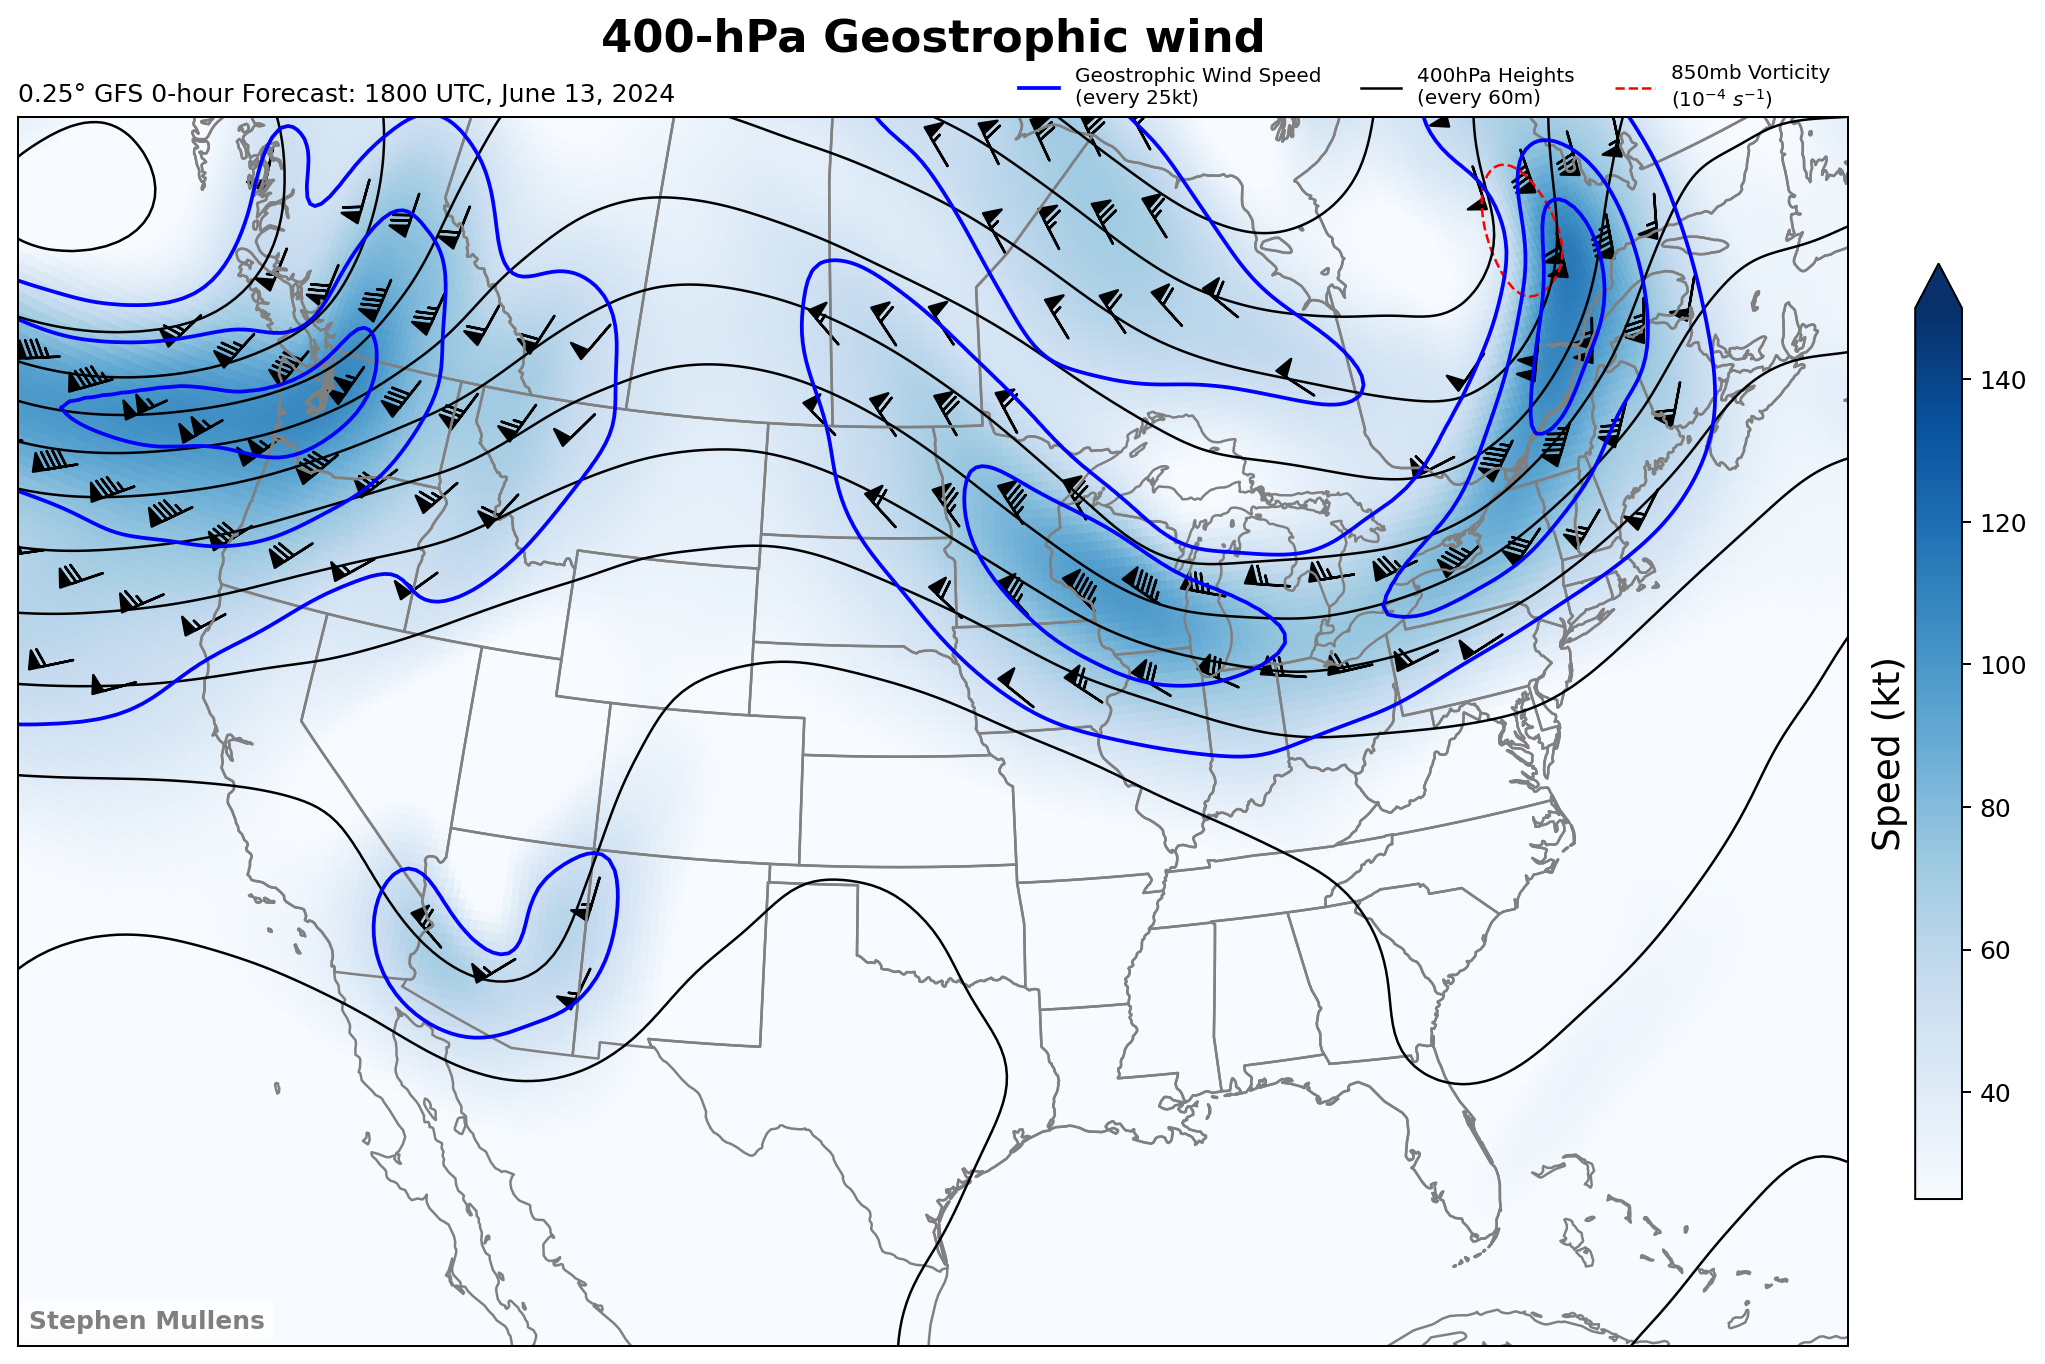 400-hPa Geostrophic wind
0.25° GFS 0-hour Forecast: 1800 UTC, June 13, 2024
Geostrophic Wind Speed
(every 25kt)
400hPa Heights
(every 60m)
850mb Vorticity
(10⁻⁴ s⁻¹)
140
120
100
80
60
40
Speed (kt)
Stephen Mullens